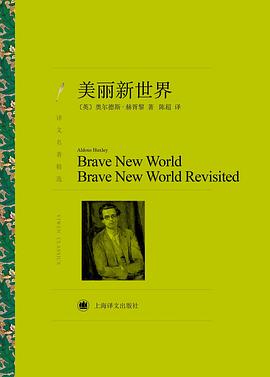 美丽新世界
〔英〕奥尔德斯·赫胥黎 著 陈超 译
译文名著精选
YIWEN CLASSICS
Aldous Huxley
Brave New World
Brave New World Revisited
上海译文出版社